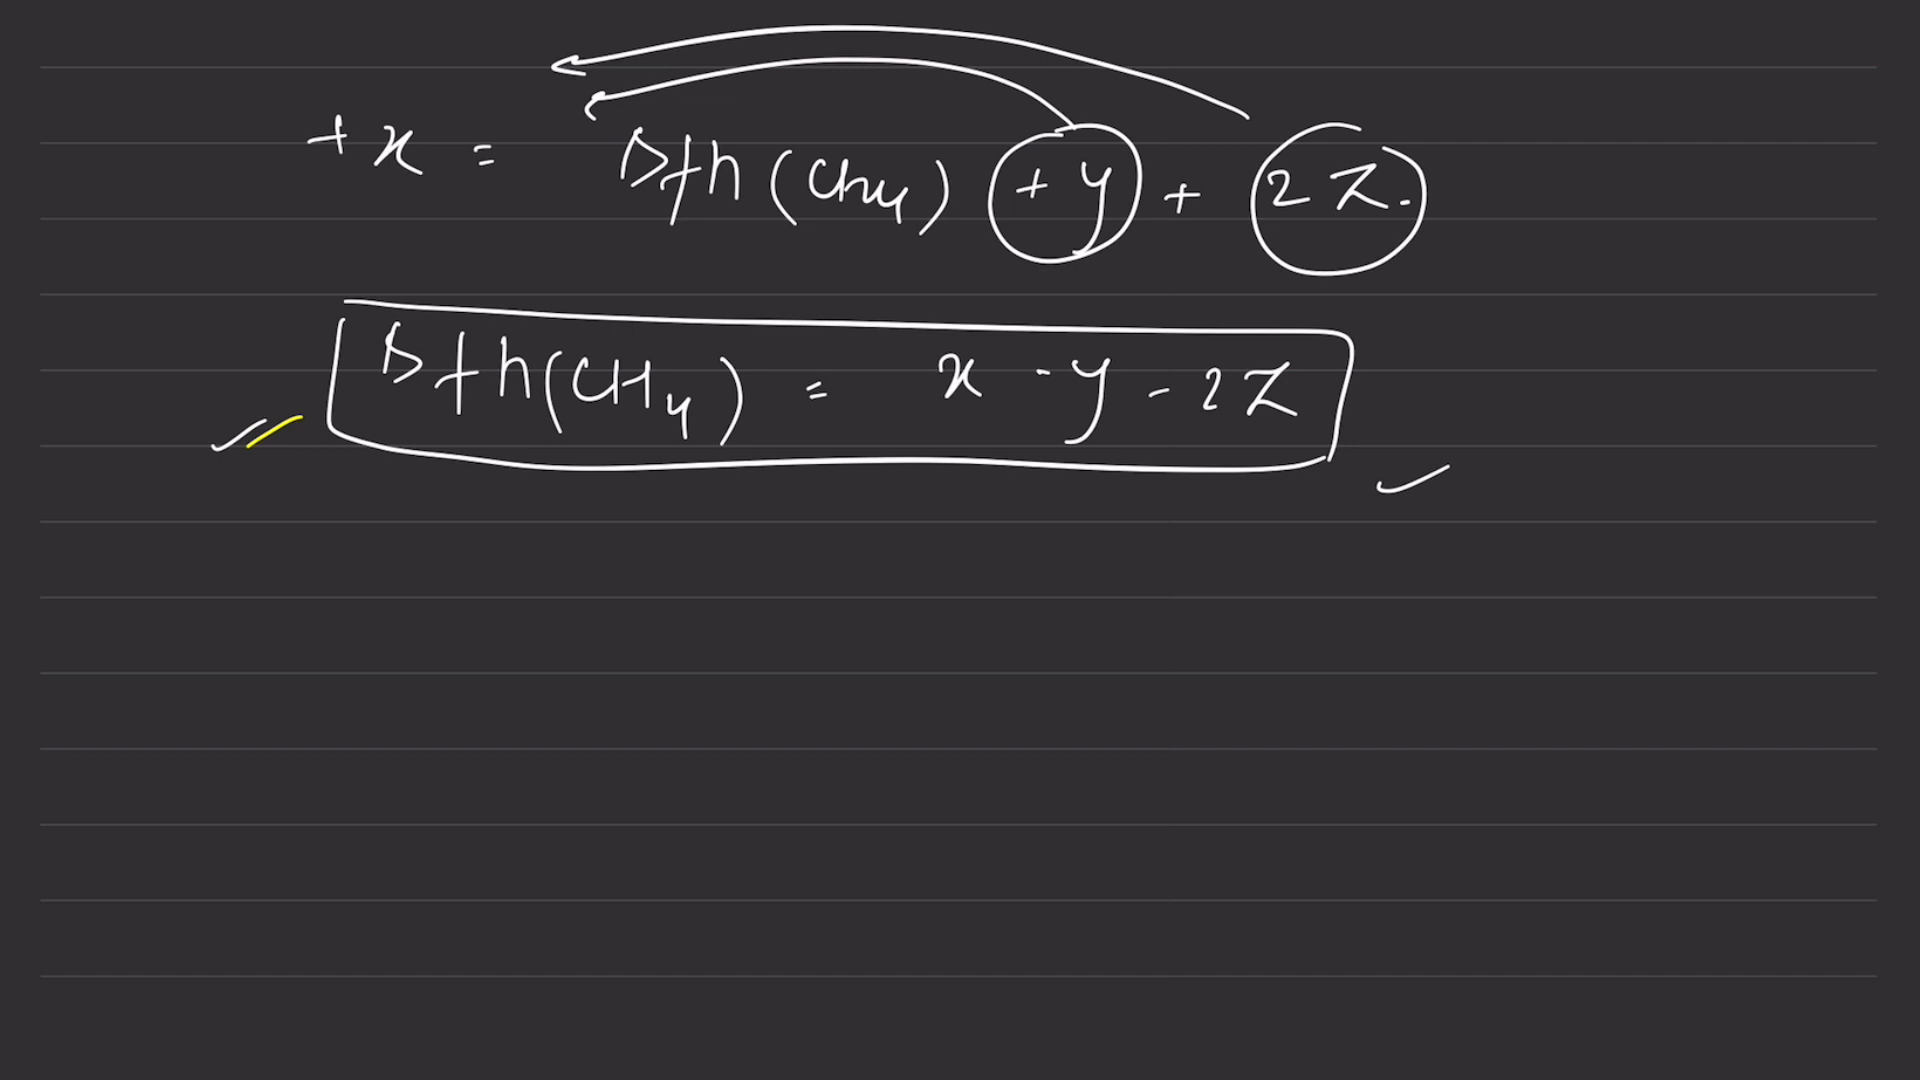 +x = Δfh(CH4) +y + 2Z.
Δfh(CH4) = x - y - 2Z